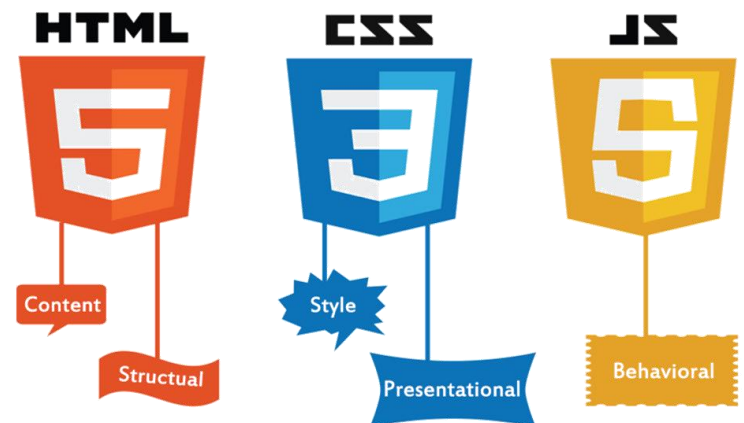 HTML
CSS
JS
5
3
5
Content
Structual
Style
Presentational
Behavioral